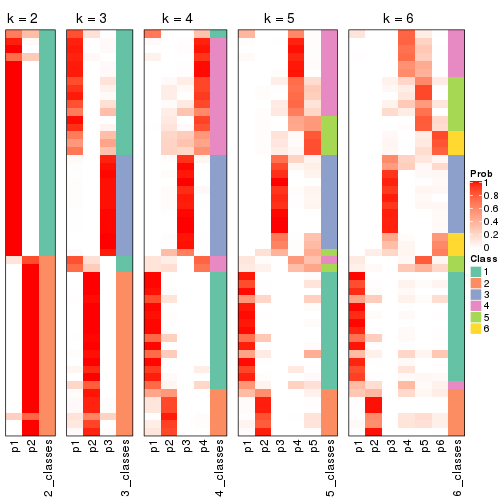 k = 2
k = 3
k = 4
k = 5
k = 6
p1
p2
2_classes
p1
p2
p3
3_classes
p1
p2
p3
p4
4_classes
p1
p2
p3
p4
p5
5_classes
p1
p2
p3
p4
p5
p6
6_classes
Prob
1
0.8
0.6
0.4
0.2
0
Class
1
2
3
4
5
6